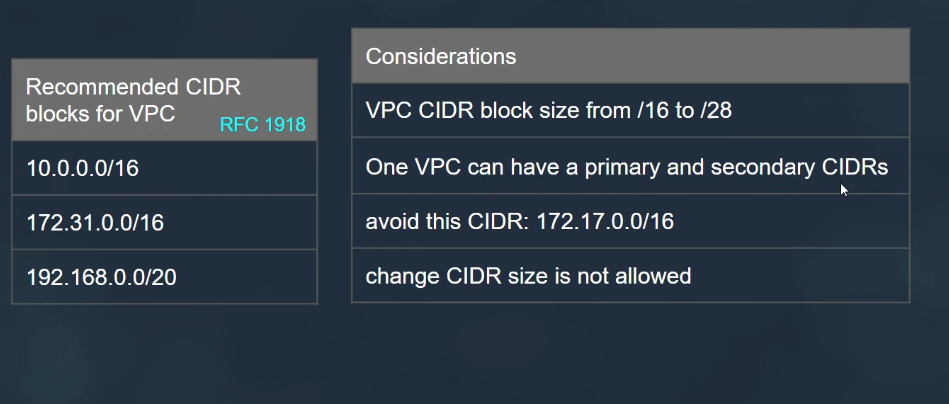 Recommended CIDR
blocks for VPC
RFC 1918
10.0.0.0/16
172.31.0.0/16
192.168.0.0/20
Considerations
VPC CIDR block size from /16 to /28
One VPC can have a primary and secondary CIDRs
avoid this CIDR: 172.17.0.0/16
change CIDR size is not allowed